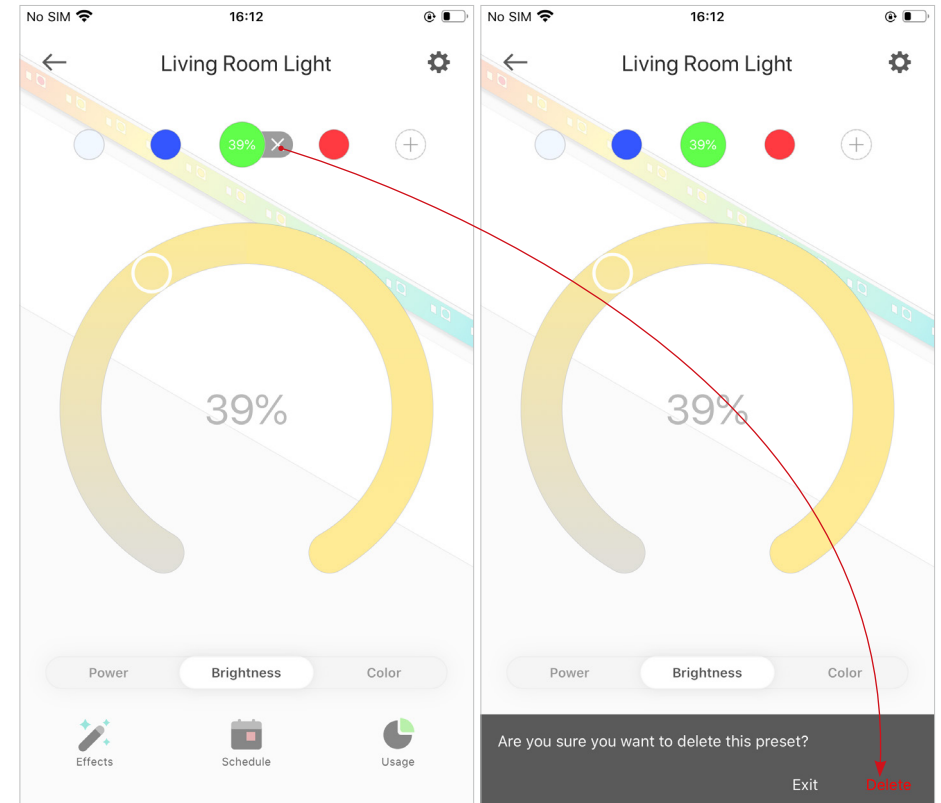 No SIM 16:12
Living Room Light
39%
39%
Power Brightness Color
Effects Schedule Usage
No SIM 16:12
Living Room Light
39%
39%
Power Brightness Color
Are you sure you want to delete this preset?
Exit Delete